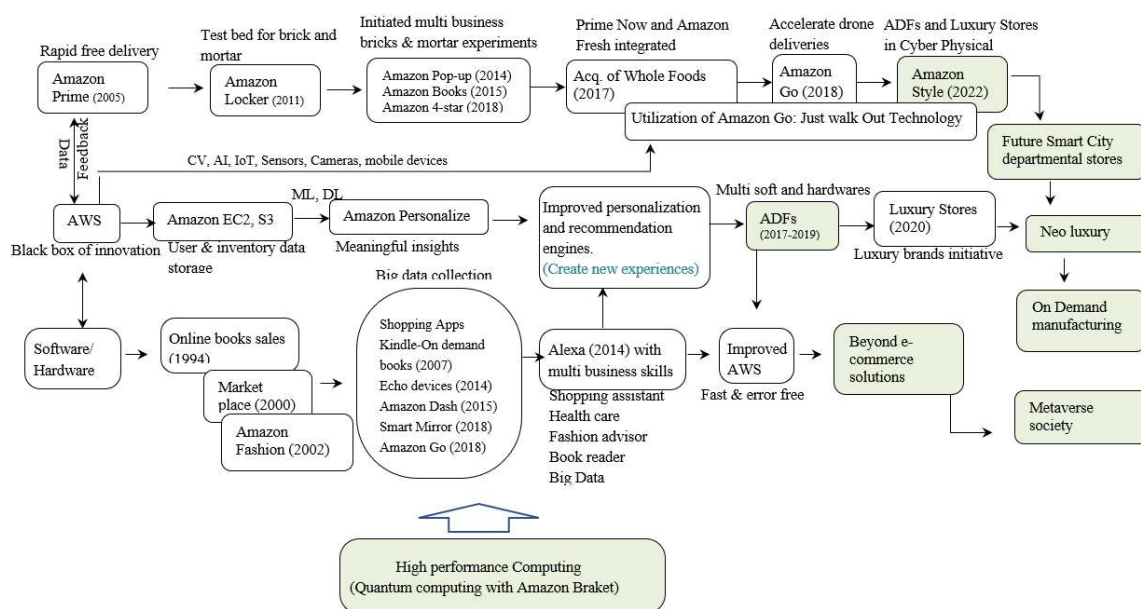 Rapid free delivery
Amazon
Prime (2005)
Test bed for brick and
mortar
Amazon
Locker (2011)
Initiated multi business
bricks & mortar experiments
Amazon Pop-up (2014)
Amazon Books (2015)
Amazon 4-star (2018)
Prime Now and Amazon
Fresh integrated
Acq. of Whole Foods
(2017)
Accelerate drone
deliveries
Amazon
Go (2018)
ADFs and Luxury Stores
in Cyber Physical
Amazon
Style (2022)
Utilization of Amazon Go: Just walk Out Technology
Future Smart City
departmental stores
Data
Feedback
CV, AI, IoT, Sensors, Cameras, mobile devices
AWS
Black box of innovation
Amazon EC2, S3
User & inventory data
storage
ML, DL
Amazon Personalize
Meaningful insights
Improved personalization
and recommendation
engines.
(Create new experiences)
Multi soft and hardwares
ADFs
(2017-2019)
Luxury Stores
(2020)
Luxury brands initiative
Neo luxury
On Demand
manufacturing
Software/
Hardware
Online books sales
(1994)
Market
place (2000)
Amazon
Fashion (2002)
Big data collection
Shopping Apps
Kindle-On demand
books (2007)
Echo devices (2014)
Amazon Dash (2015)
Smart Mirror (2018)
Amazon Go (2018)
Alexa (2014) with
multi business skills
Shopping assistant
Health care
Fashion advisor
Book reader
Big Data
Improved
AWS
Fast & error free
Beyond e-
commerce
solutions
Metaverse
society
High performance Computing
(Quantum computing with Amazon Braket)